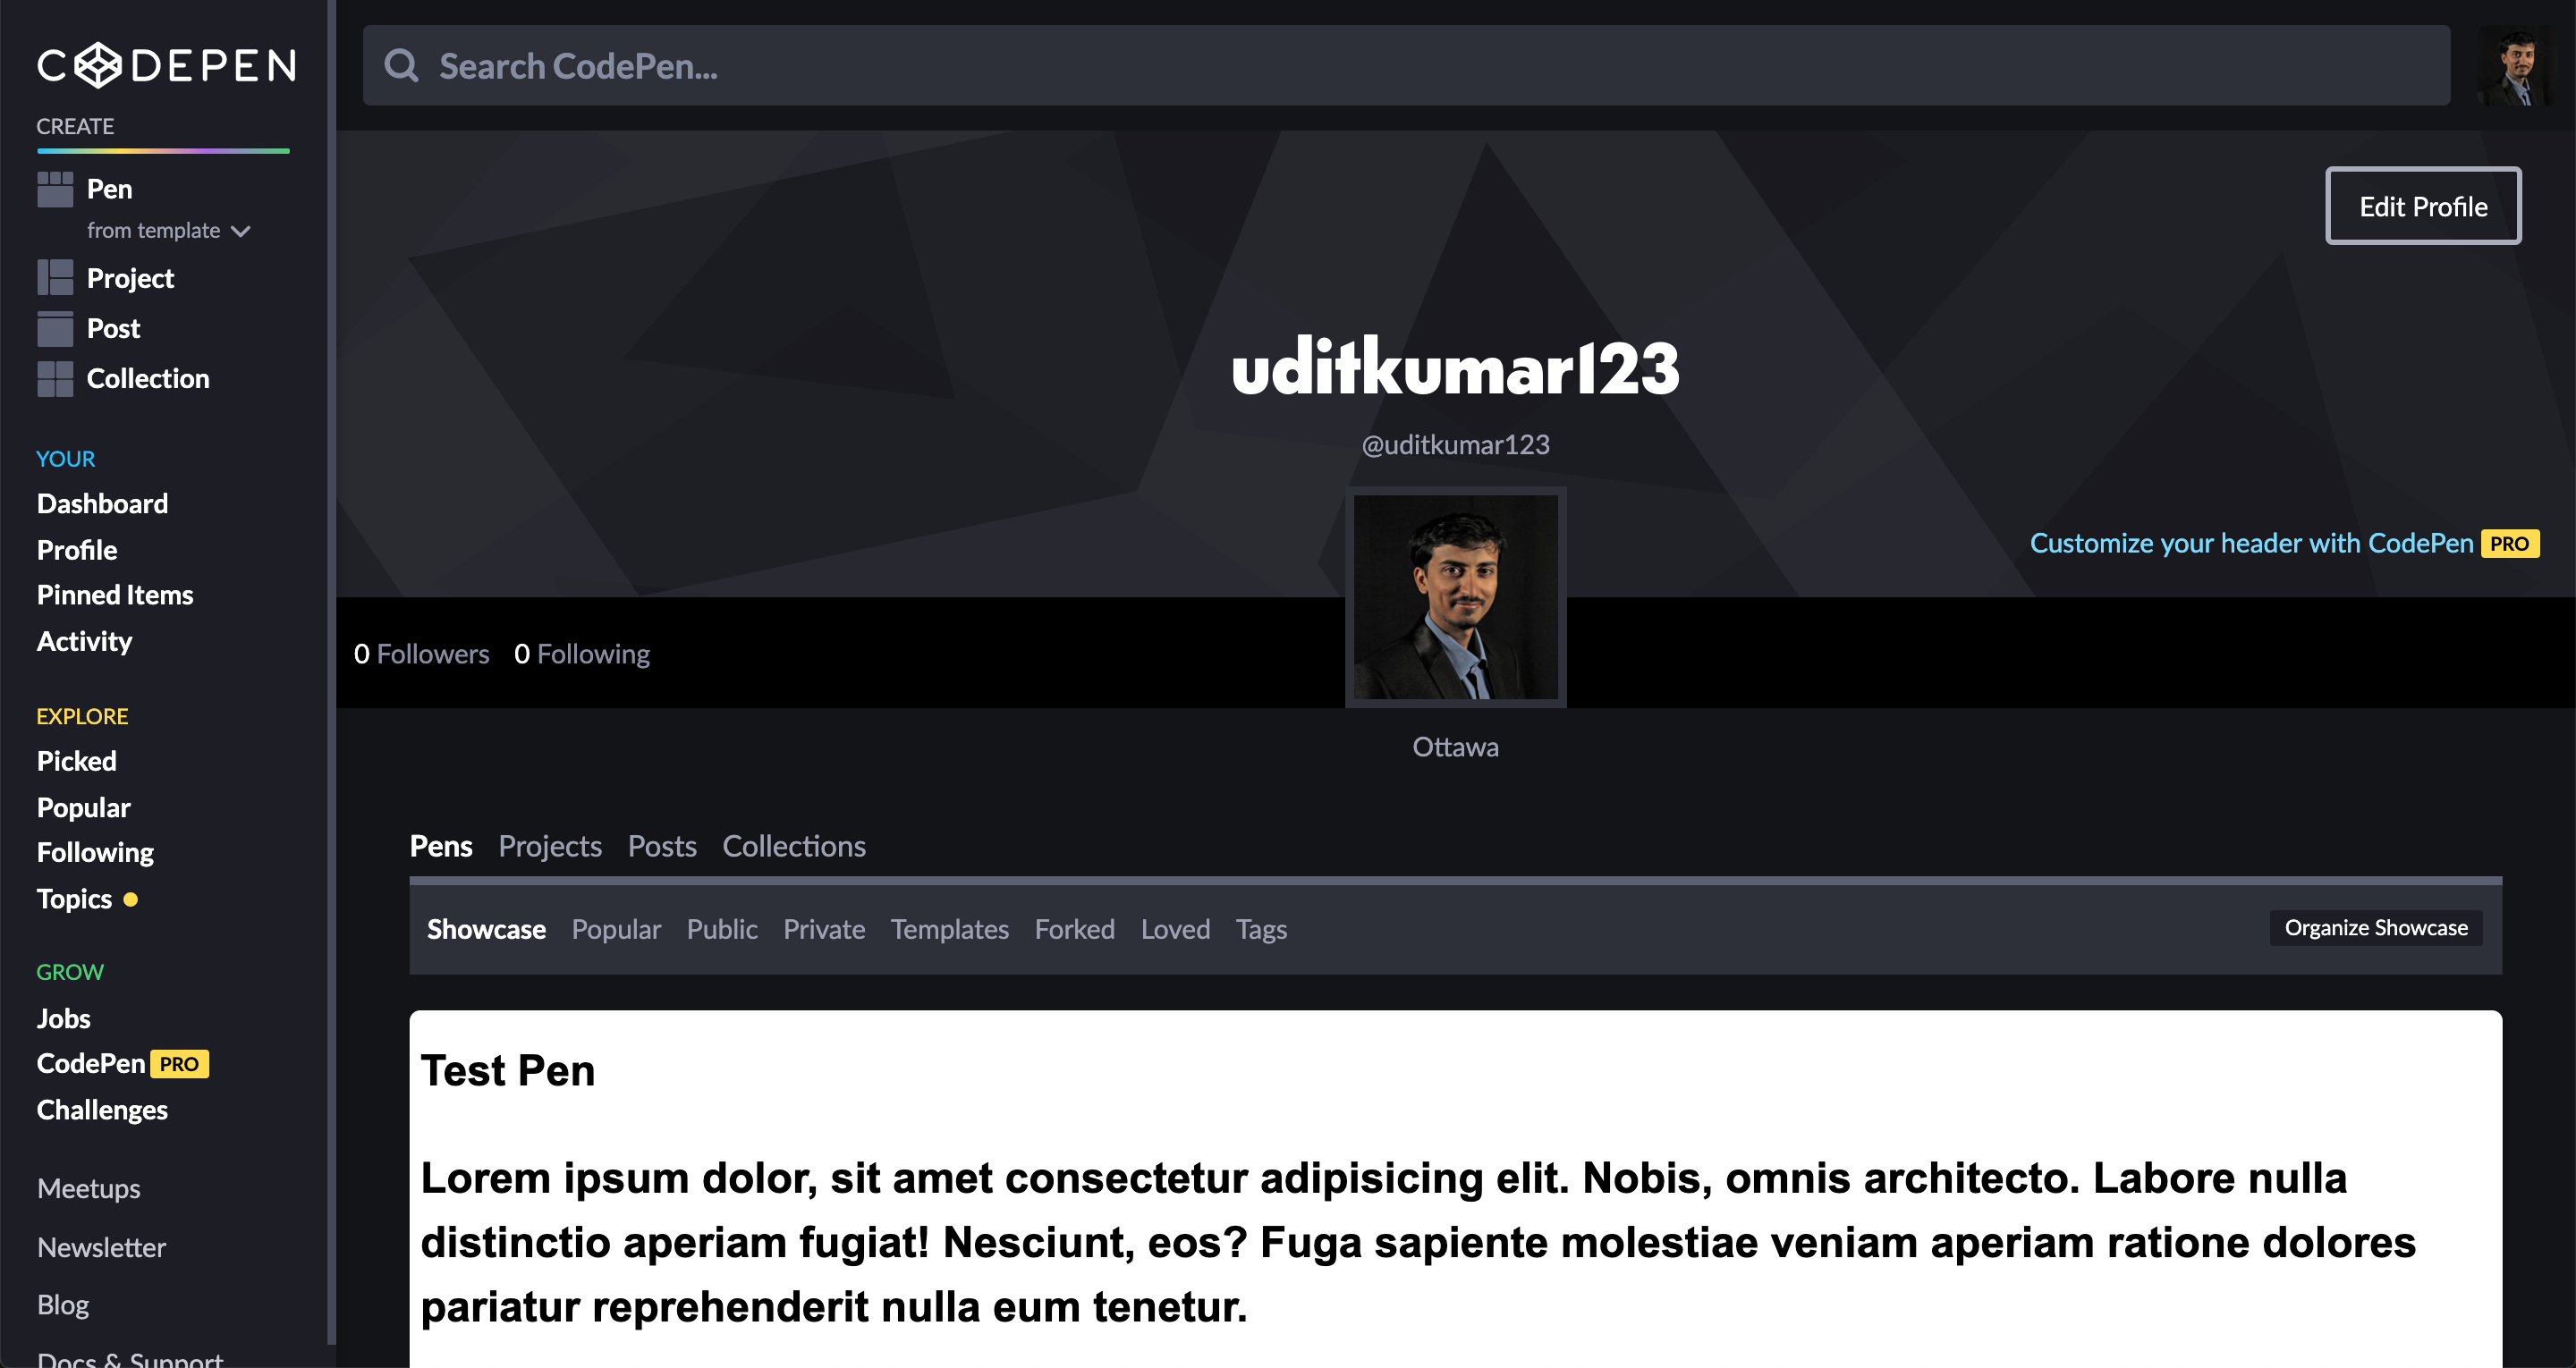 CODEPEN
CREATE
Pen
from template
Project
Post
Collection
YOUR
Dashboard
Profile
Pinned Items
Activity
EXPLORE
Picked
Popular
Following
Topics
GROW
Jobs
CodePen PRO
Challenges
Meetups
Newsletter
Blog
Docs & Support
Search CodePen...
Edit Profile
uditkumar123
@uditkumar123
Customize your header with CodePen PRO
0 Followers 0 Following
Ottawa
Pens Projects Posts Collections
Showcase Popular Public Private Templates Forked Loved Tags Organize Showcase
Test Pen
Lorem ipsum dolor, sit amet consectetur adipisicing elit. Nobis, omnis architecto. Labore nulla
distinctio aperiam fugiat! Nesciunt, eos? Fuga sapiente molestiae veniam aperiam ratione dolores
pariatur reprehenderit nulla eum tenetur.